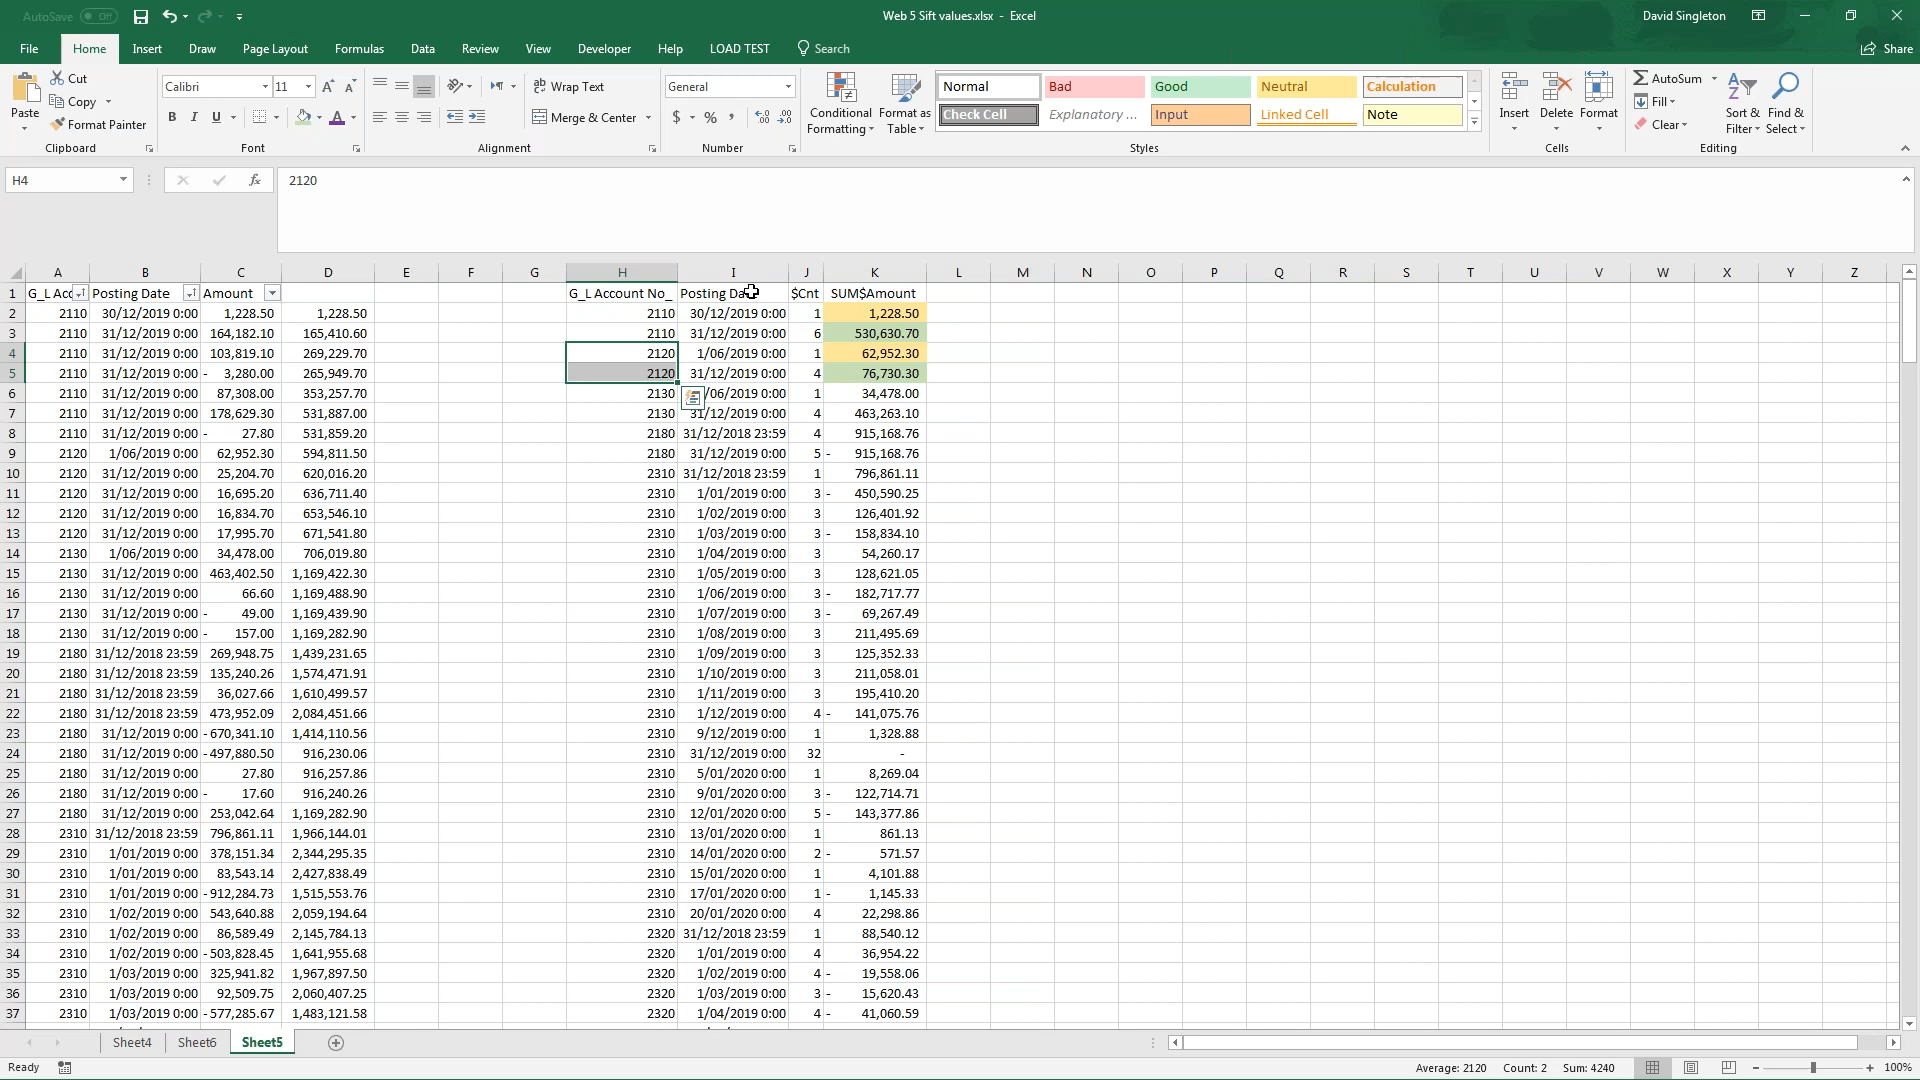 AutoSave Off Web 5 Sift values.xlsx - Excel David Singleton
File Home Insert Draw Page Layout Formulas Data Review View Developer Help LOAD TEST Search Share
Paste Cut Copy Format Painter Clipboard
Calibri 11 B I U A Font
Wrap Text Merge & Center Alignment
General $ % , Number
Conditional Formatting Format as Table
Normal Bad Good Neutral Calculation
Check Cell Explanatory ... Input Linked Cell Note
Styles
Insert Delete Format Cells
AutoSum Fill Clear Sort & Filter Find & Select Editing
H4 fx 2120
A B C D E F G H I J K L M N O P Q R S T U V W X Y Z
1 G_L Acc Posting Date Amount G_L Account No_ Posting Da $Cnt SUM$Amount
2 2110 30/12/2019 0:00 1,228.50 1,228.50 2110 30/12/2019 0:00 1 1,228.50
3 2110 31/12/2019 0:00 164,182.10 165,410.60 2110 31/12/2019 0:00 6 530,630.70
4 2110 31/12/2019 0:00 103,819.10 269,229.70 2120 1/06/2019 0:00 1 62,952.30
5 2110 31/12/2019 0:00 - 3,280.00 265,949.70 2120 31/12/2019 0:00 4 76,730.30
6 2110 31/12/2019 0:00 87,308.00 353,257.70 2130 /06/2019 0:00 1 34,478.00
7 2110 31/12/2019 0:00 178,629.30 531,887.00 2130 31/12/2019 0:00 4 463,263.10
8 2110 31/12/2019 0:00 - 27.80 531,859.20 2180 31/12/2018 23:59 4 915,168.76
9 2120 1/06/2019 0:00 62,952.30 594,811.50 2180 31/12/2019 0:00 5 - 915,168.76
10 2120 31/12/2019 0:00 25,204.70 620,016.20 2310 31/12/2018 23:59 1 796,861.11
11 2120 31/12/2019 0:00 16,695.20 636,711.40 2310 1/01/2019 0:00 3 - 450,590.25
12 2120 31/12/2019 0:00 16,834.70 653,546.10 2310 1/02/2019 0:00 3 126,401.92
13 2120 31/12/2019 0:00 17,995.70 671,541.80 2310 1/03/2019 0:00 3 - 158,834.10
14 2130 1/06/2019 0:00 34,478.00 706,019.80 2310 1/04/2019 0:00 3 54,260.17
15 2130 31/12/2019 0:00 463,402.50 1,169,422.30 2310 1/05/2019 0:00 3 128,621.05
16 2130 31/12/2019 0:00 66.60 1,169,488.90 2310 1/06/2019 0:00 3 - 182,717.77
17 2130 31/12/2019 0:00 - 49.00 1,169,439.90 2310 1/07/2019 0:00 3 - 69,267.49
18 2130 31/12/2019 0:00 - 157.00 1,169,282.90 2310 1/08/2019 0:00 3 211,495.69
19 2180 31/12/2018 23:59 269,948.75 1,439,231.65 2310 1/09/2019 0:00 3 125,352.33
20 2180 31/12/2018 23:59 135,240.26 1,574,471.91 2310 1/10/2019 0:00 3 211,058.01
21 2180 31/12/2018 23:59 36,027.66 1,610,499.57 2310 1/11/2019 0:00 3 195,410.20
22 2180 31/12/2018 23:59 473,952.09 2,084,451.66 2310 1/12/2019 0:00 4 - 141,075.76
23 2180 31/12/2019 0:00 - 670,341.10 1,414,110.56 2310 9/12/2019 0:00 1 1,328.88
24 2180 31/12/2019 0:00 - 497,880.50 916,230.06 2310 31/12/2019 0:00 32 -
25 2180 31/12/2019 0:00 27.80 916,257.86 2310 5/01/2020 0:00 1 8,269.04
26 2180 31/12/2019 0:00 - 17.60 916,240.26 2310 9/01/2020 0:00 3 - 122,714.71
27 2180 31/12/2019 0:00 253,042.64 1,169,282.90 2310 12/01/2020 0:00 5 - 143,377.86
28 2310 31/12/2018 23:59 796,861.11 1,966,144.01 2310 13/01/2020 0:00 1 861.13
29 2310 1/01/2019 0:00 378,151.34 2,344,295.35 2310 14/01/2020 0:00 2 - 571.57
30 2310 1/01/2019 0:00 83,543.14 2,427,838.49 2310 15/01/2020 0:00 1 4,101.88
31 2310 1/01/2019 0:00 - 912,284.73 1,515,553.76 2310 17/01/2020 0:00 1 - 1,145.33
32 2310 1/02/2019 0:00 543,640.88 2,059,194.64 2310 20/01/2020 0:00 4 22,298.86
33 2310 1/02/2019 0:00 86,589.49 2,145,784.13 2320 31/12/2018 23:59 1 88,540.12
34 2310 1/02/2019 0:00 - 503,828.45 1,641,955.68 2320 1/01/2019 0:00 4 36,954.22
35 2310 1/03/2019 0:00 325,941.82 1,967,897.50 2320 1/02/2019 0:00 4 - 19,558.06
36 2310 1/03/2019 0:00 92,509.75 2,060,407.25 2320 1/03/2019 0:00 3 - 15,620.43
37 2310 1/03/2019 0:00 - 577,285.67 1,483,121.58 2320 1/04/2019 0:00 4 - 41,060.59
Sheet4 Sheet6 Sheet5
Ready Average: 2120 Count: 2 Sum: 4240 100%